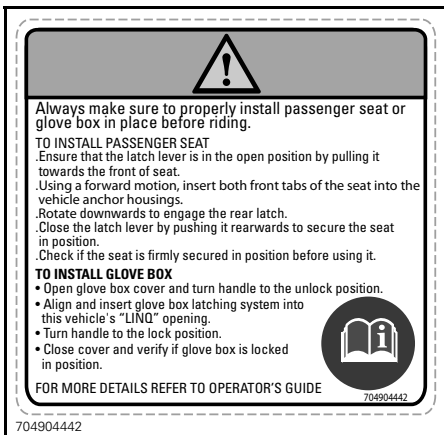 Always make sure to properly install passenger seat or
glove box in place before riding.
TO INSTALL PASSENGER SEAT
.Ensure that the latch lever is in the open position by pulling it
towards the front of seat.
.Using a forward motion, insert both front tabs of the seat into the
vehicle anchor housings.
.Rotate downwards to engage the rear latch.
.Close the latch lever by pushing it rearwards to secure the seat
in position.
.Check if the seat is firmly secured in position before using it.
TO INSTALL GLOVE BOX
• Open glove box cover and turn handle to the unlock position.
• Align and insert glove box latching system into
this vehicle's “LINQ” opening.
• Turn handle to the lock position.
• Close cover and verify if glove box is locked
in position.
FOR MORE DETAILS REFER TO OPERATOR'S GUIDE
704904442
704904442